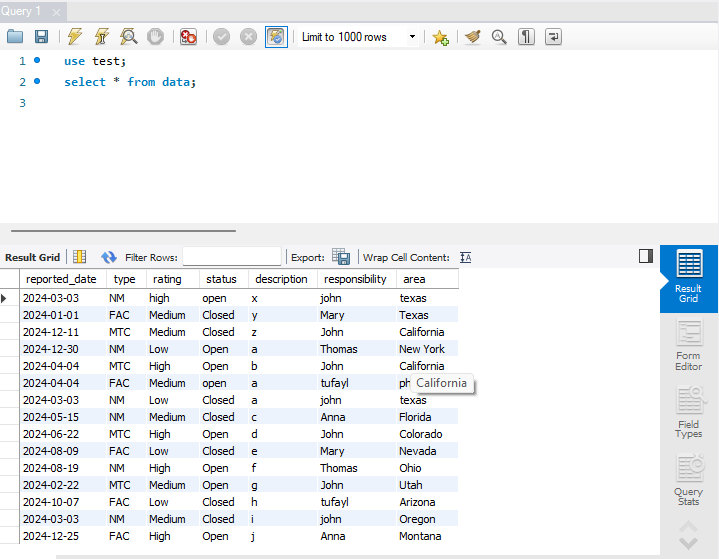 Query 1
Limit to 1000 rows
1 use test;
2 select * from data;
3
Result Grid Filter Rows: Export: Wrap Cell Content:
reported_date type rating status description responsibility area
2024-03-03 NM high open x john texas
2024-01-01 FAC Medium Closed y Mary Texas
2024-12-11 MTC Medium Closed z John California
2024-12-30 NM Low Open a Thomas New York
2024-04-04 MTC High Open b John California
2024-04-04 FAC Medium open a tufayl
California
2024-03-03 NM Low Closed a john texas
2024-05-15 NM Medium Closed c Anna Florida
2024-06-22 MTC High Open d John Colorado
2024-08-09 FAC Low Closed e Mary Nevada
2024-08-19 NM High Open f Thomas Ohio
2024-02-22 MTC Medium Open g John Utah
2024-10-07 FAC Low Closed h tufayl Arizona
2024-03-03 NM Medium Closed i john Oregon
2024-12-25 FAC High Open j Anna Montana
Result
Grid
Form
Editor
Field
Types
Query
Stats